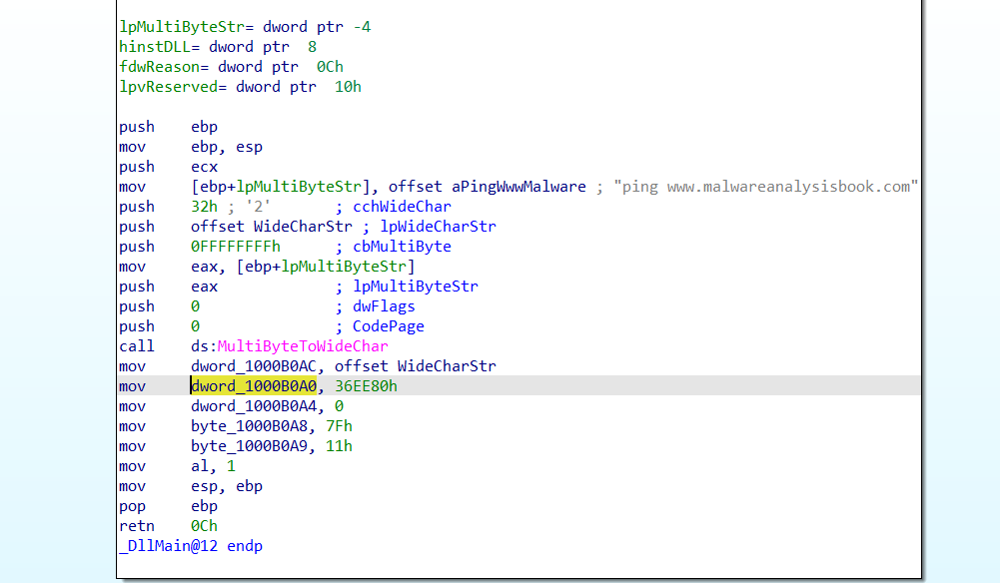 lpMultiByteStr= dword ptr -4
hinstDLL= dword ptr  8
fdwReason= dword ptr  0Ch
lpvReserved= dword ptr  10h
push    ebp
mov     ebp, esp
push    ecx
mov     [ebp+lpMultiByteStr], offset aPingWwwMalware ; "ping www.malwareanalysisbook.com"
push    32h ; '2'       ; cchWideChar
push    offset WideCharStr ; lpWideCharStr
push    0FFFFFFFFh      ; cbMultiByte
mov     eax, [ebp+lpMultiByteStr]
push    eax             ; lpMultiByteStr
push    0               ; dwFlags
push    0               ; CodePage
call    ds:MultiByteToWideChar
mov     dword_1000B0AC, offset WideCharStr
mov     dword_1000B0A0, 36EE80h
mov     dword_1000B0A4, 0
mov     byte_1000B0A8, 7Fh
mov     byte_1000B0A9, 11h
mov     al, 1
mov     esp, ebp
pop     ebp
retn    0Ch
_DllMain@12 endp